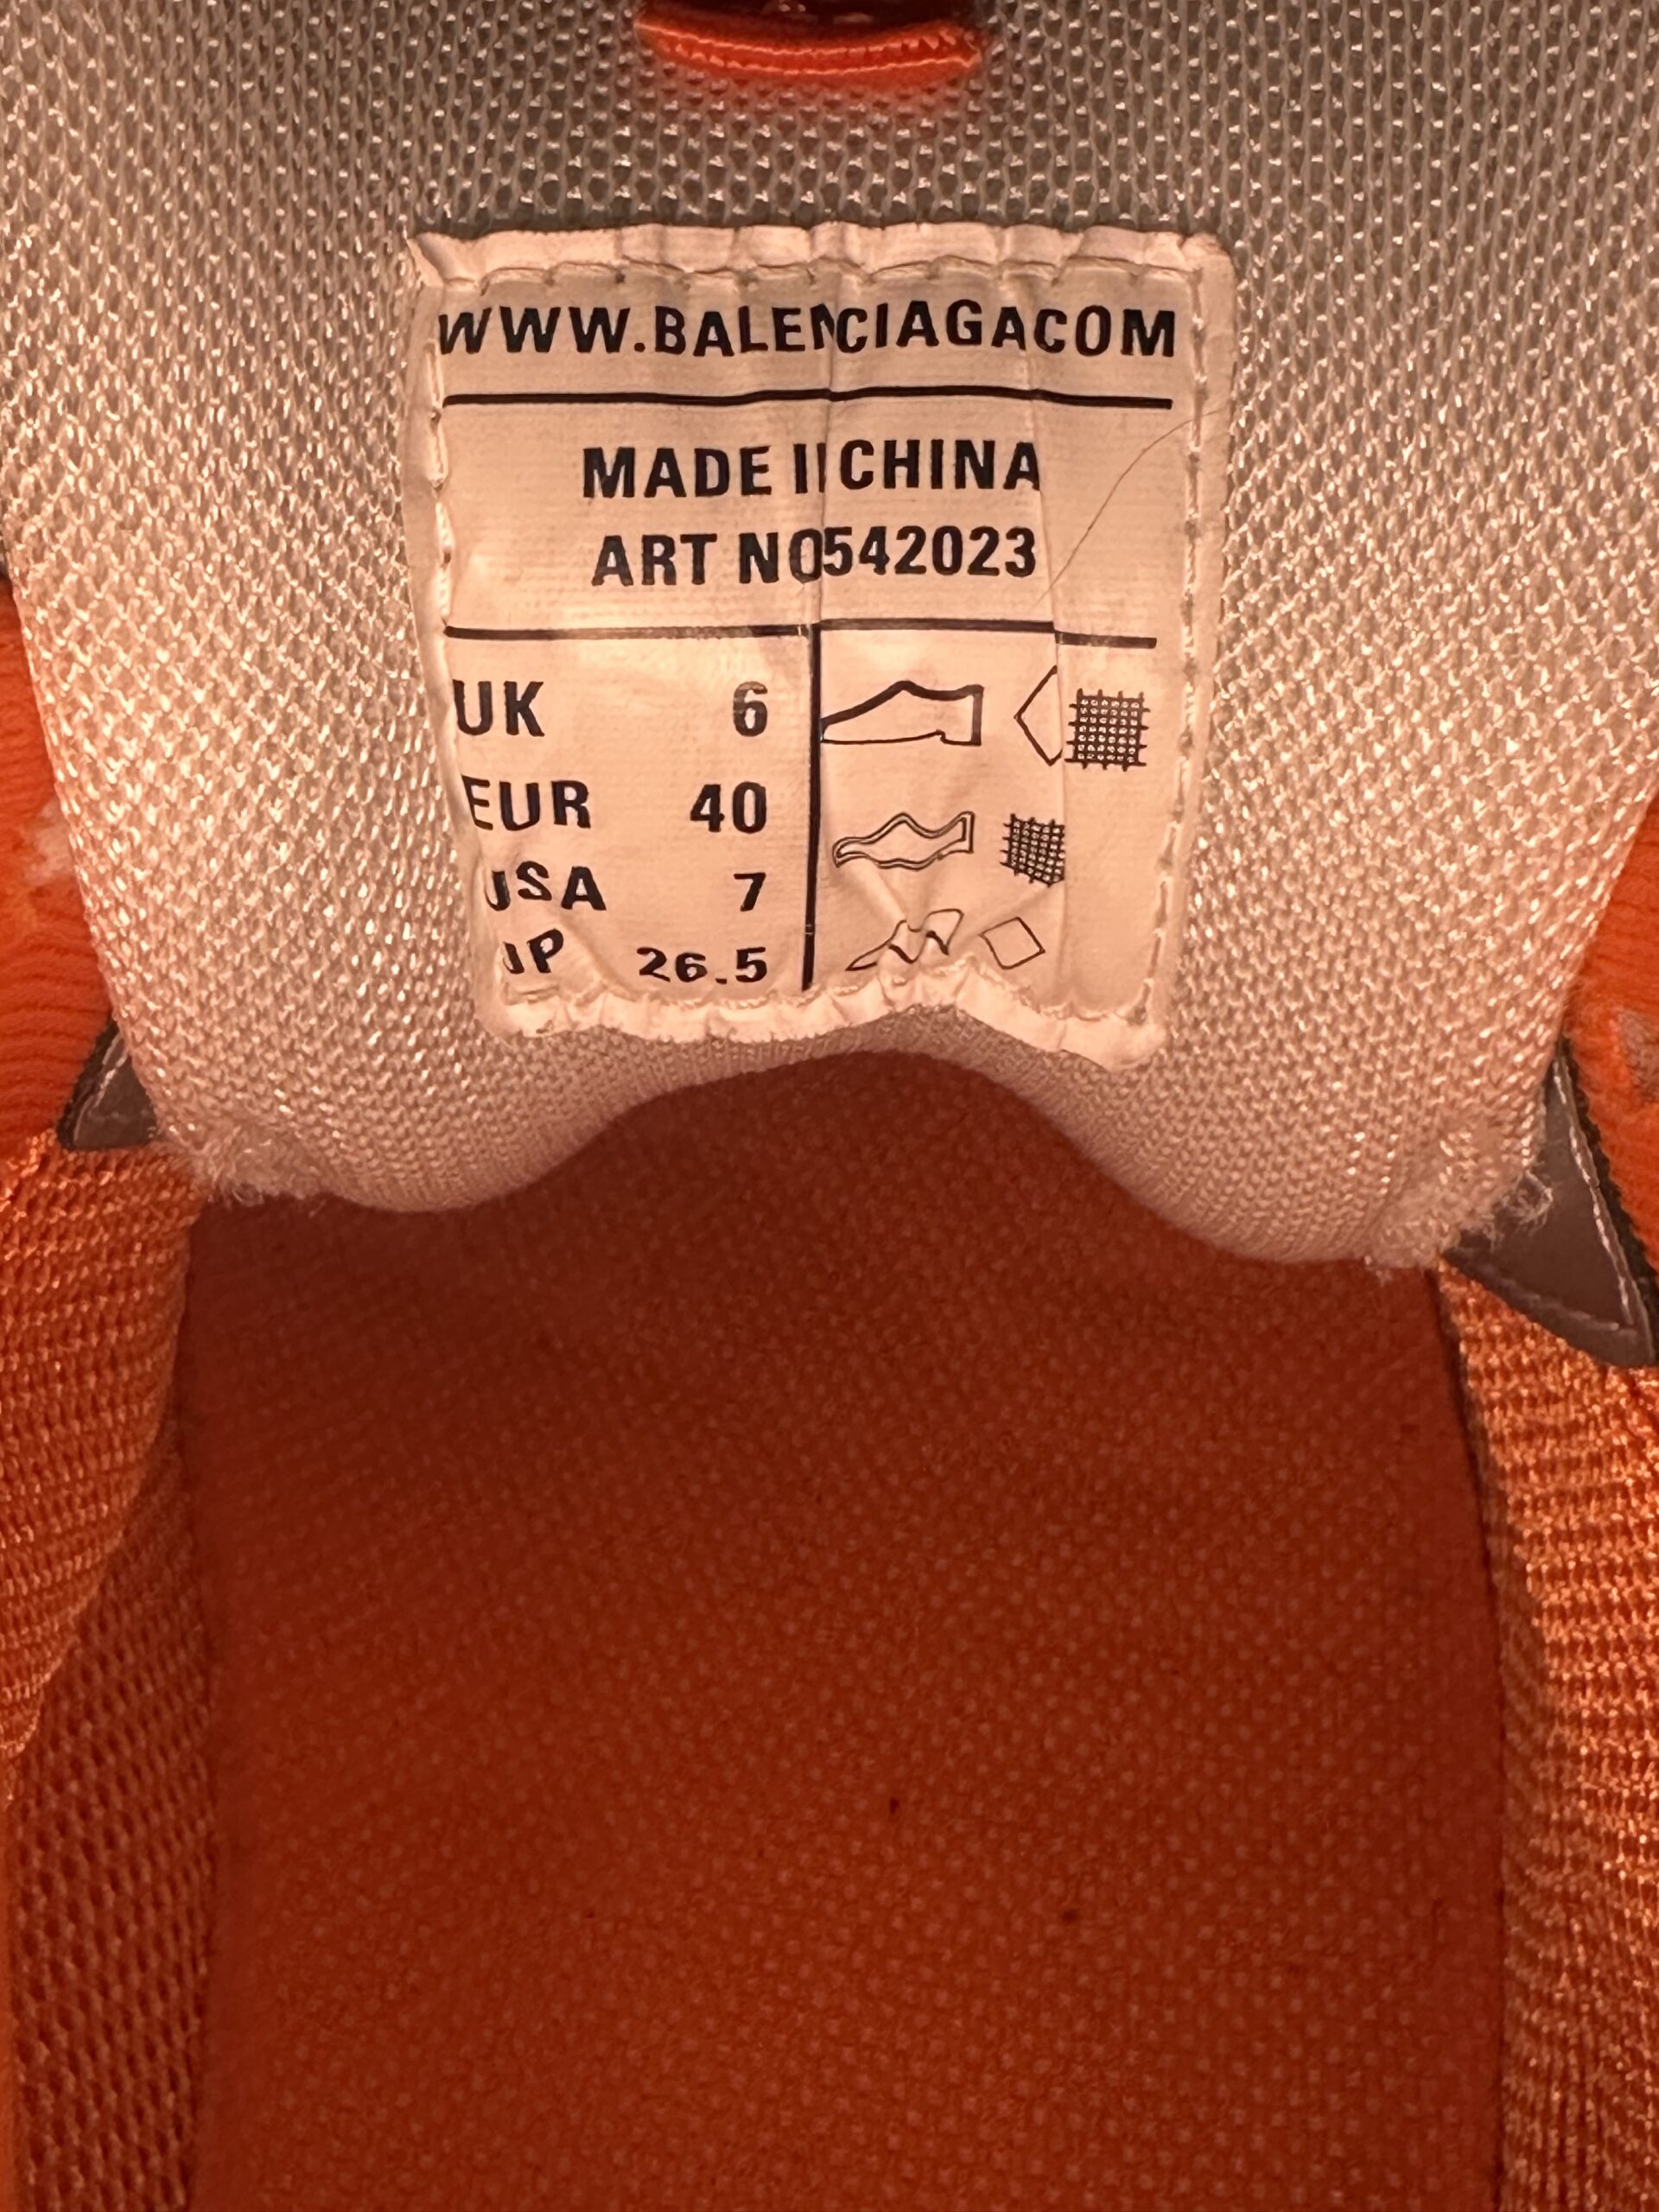 WWW.BALENCIAGACOM
MADE IN CHINA
ART NO542023
UK 6
EUR 40
USA 7
JP 26.5